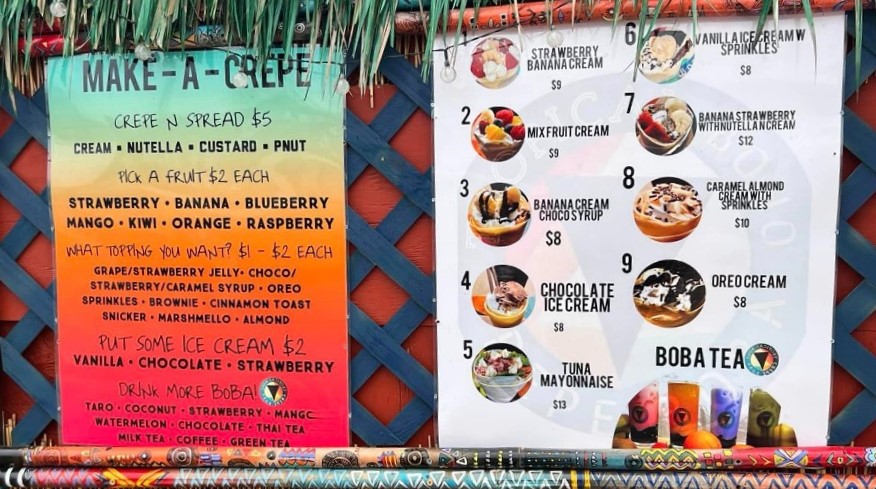 MAKE-A-CREPE
CREPE N SPREAD $5
CREAM • NUTELLA • CUSTARD • PNUT
PICK A FRUIT $2 EACH
STRAWBERRY • BANANA • BLUEBERRY
MANGO • KIWI • ORANGE • RASPBERRY
WHAT TOPPING YOU WANT? $1 - $2 EACH
GRAPE/STRAWBERRY JELLY • CHOCO/
STRAWBERRY/CARAMEL SYRUP • OREO
SPRINKLES • BROWNIE • CINNAMON TOAST
SNICKER • MARSHMELLO • ALMOND
PUT SOME ICE CREAM $2
VANILLA • CHOCOLATE • STRAWBERRY
DRINK MORE BOBA!
TARO • COCONUT • STRAWBERRY • MANGO
WATERMELON • CHOCOLATE • THAI TEA
MILK TEA • COFFEE • GREEN TEA
1
STRAWBERRY
BANANA CREAM
$9
2
MIX FRUIT CREAM
$9
3
BANANA CREAM
CHOCO SYRUP
$8
4
CHOCOLATE
ICE CREAM
$8
5
TUNA
MAYONNAISE
$13
6
VANILLA ICE CREAM W
SPRINKLES
$8
7
BANANA STRAWBERRY
WITH NUTELLA N CREAM
$12
8
CARAMEL ALMOND
CREAM WITH
SPRINKLES
$10
9
OREO CREAM
$8
BOBA TEA